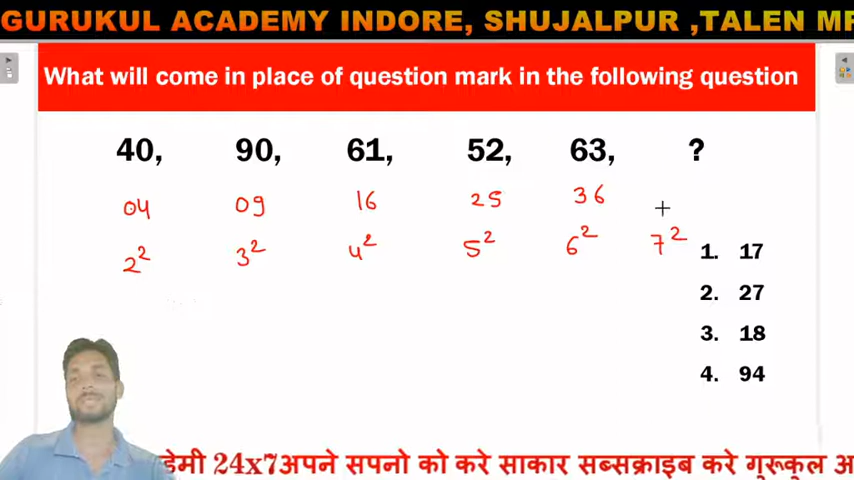 GURUKUL ACADEMY INDORE, SHUJALPUR ,TALEN MP
What will come in place of question mark in the following question
40, 90, 61, 52, 63, ?
04 09 16 25 36
2² 3² 4² 5² 6² 7²
1. 17
2. 27
3. 18
4. 94
डेमी 24x7अपने सपनो को करे साकार सब्सक्राइब करे गुरूकुल अ